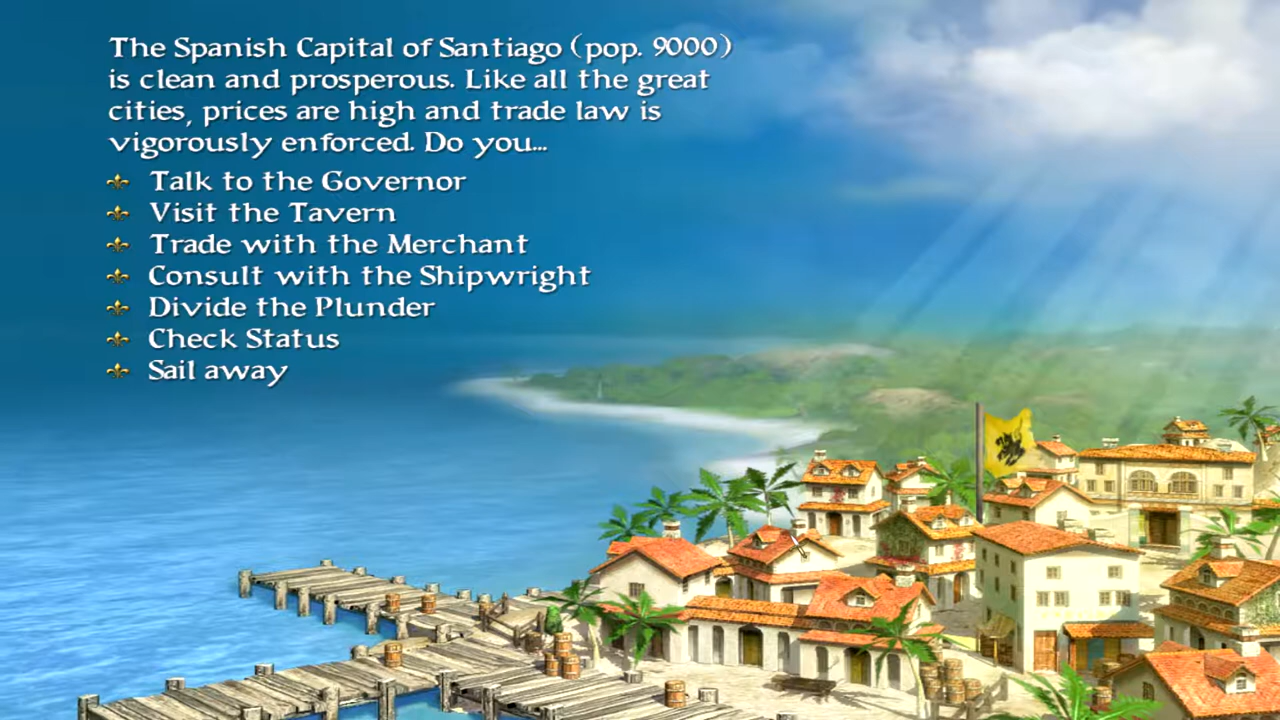 The Spanish Capital of Santiago (pop. 9000)
is clean and prosperous. Like all the great
cities, prices are high and trade law is
vigorously enforced. Do you...
Talk to the Governor
Visit the Tavern
Trade with the Merchant
Consult with the Shipwright
Divide the Plunder
Check Status
Sail away